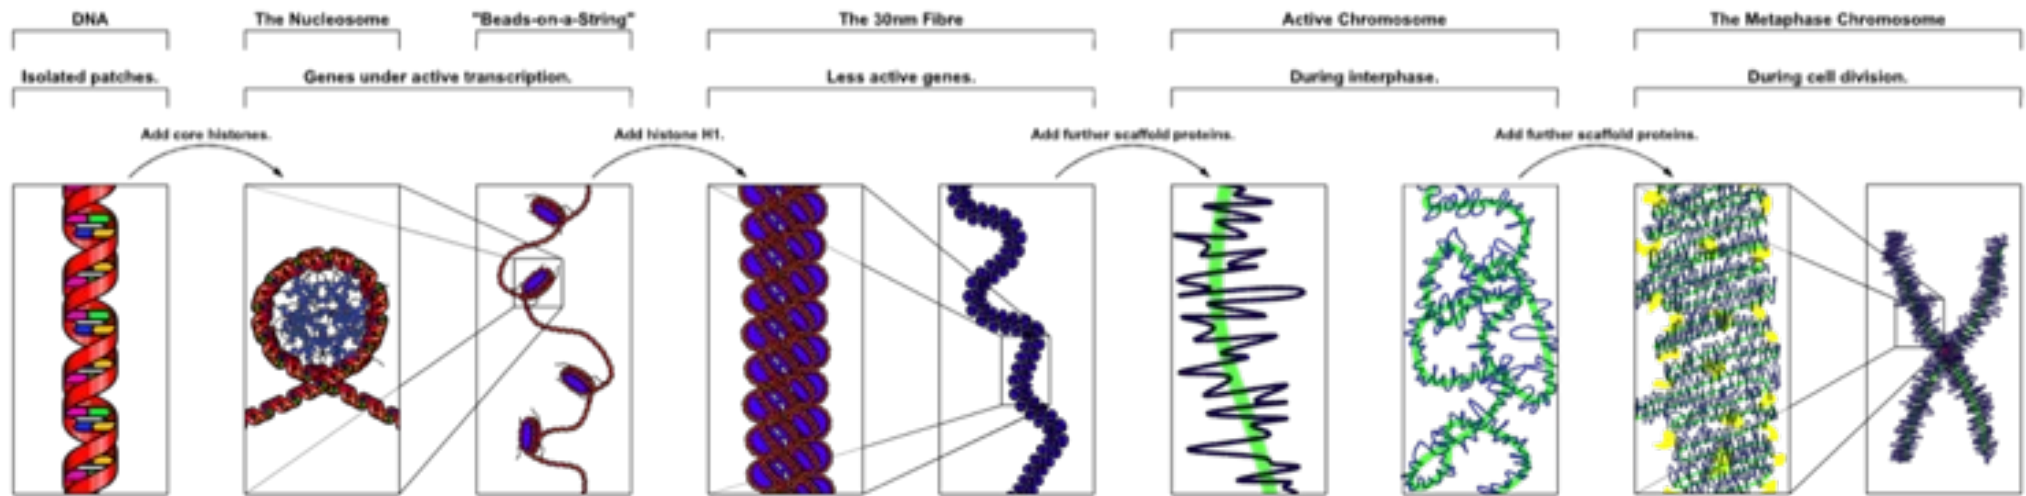 DNA
The Nucleosome
"Beads-on-a-String"
The 30nm Fibre
Active Chromosome
The Metaphase Chromosome
Isolated patches.
Genes under active transcription.
Less active genes.
During interphase.
During cell division.
Add core histones.
Add histone H1.
Add further scaffold proteins.
Add further scaffold proteins.